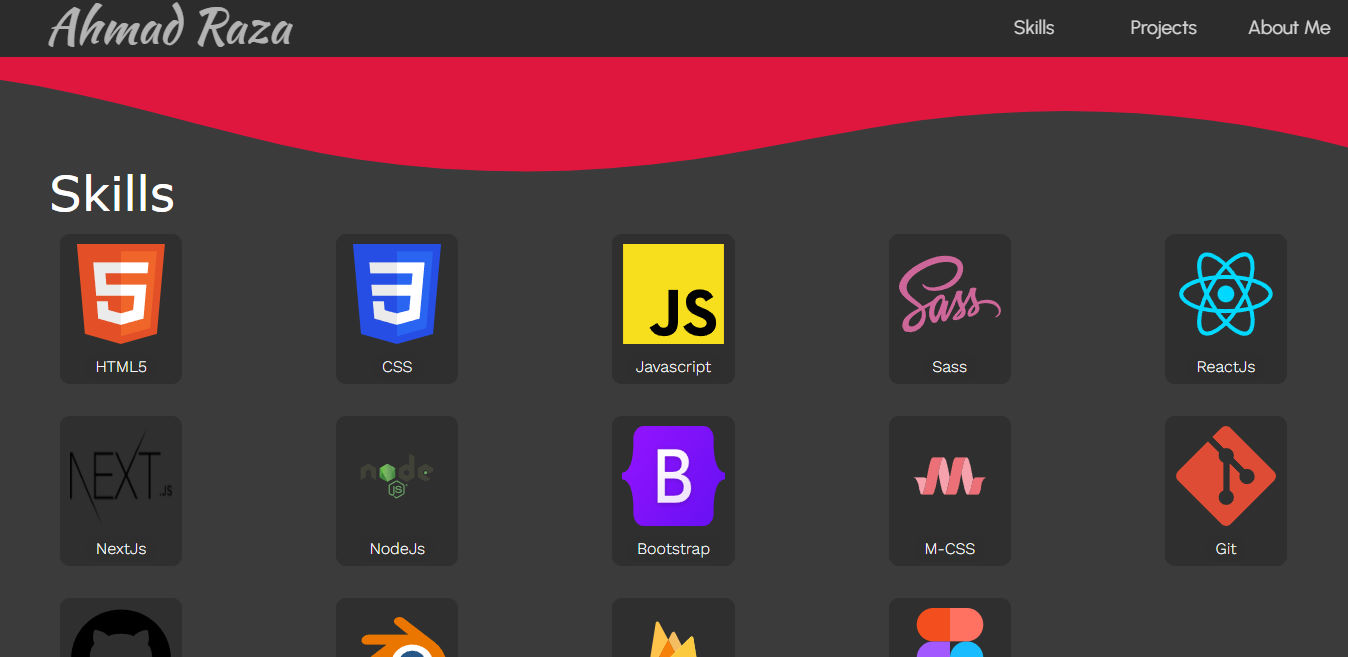 Ahmad Raza
Skills Projects About Me
Skills
5 3 JS Sass
HTML5 CSS Javascript Sass ReactJs
NEXT.JS node JS B M
NextJs NodeJs Bootstrap M-CSS Git